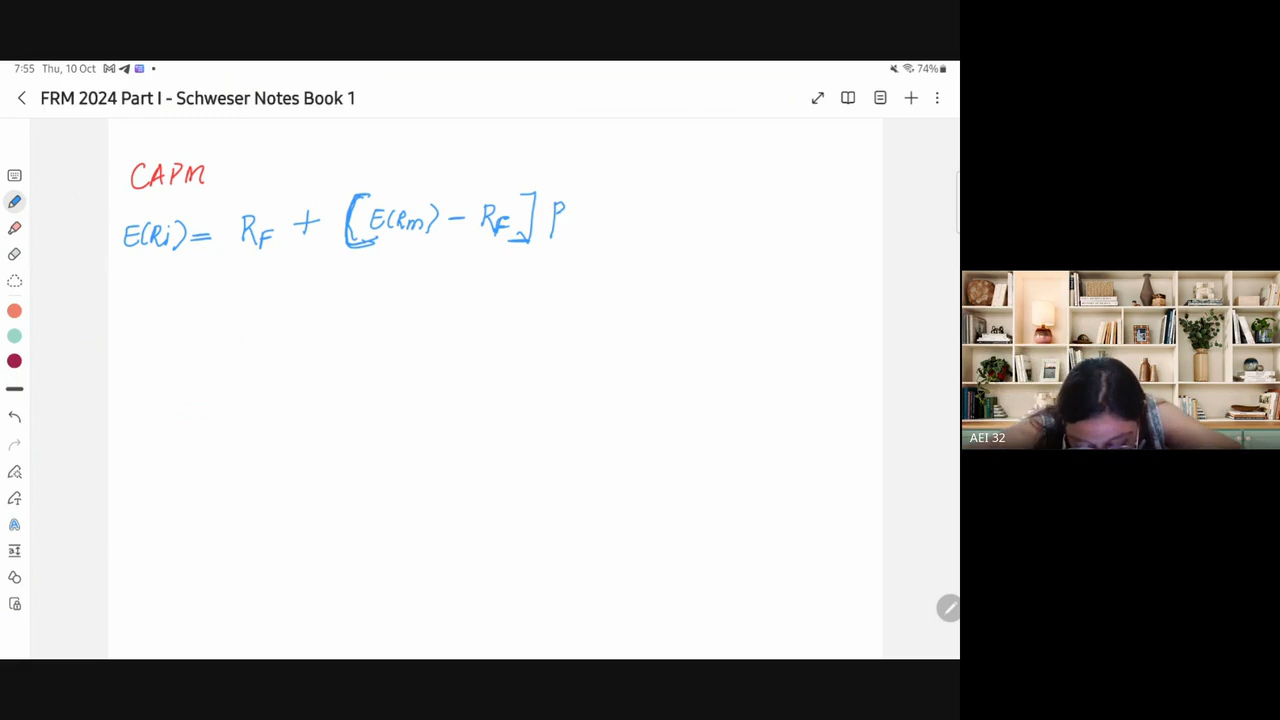 7:55 Thu, 10 Oct
74%
FRM 2024 Part I - Schweser Notes Book 1
CAPM
E(Ri) = RF + [E(Rm) - RF] P
AEI 32